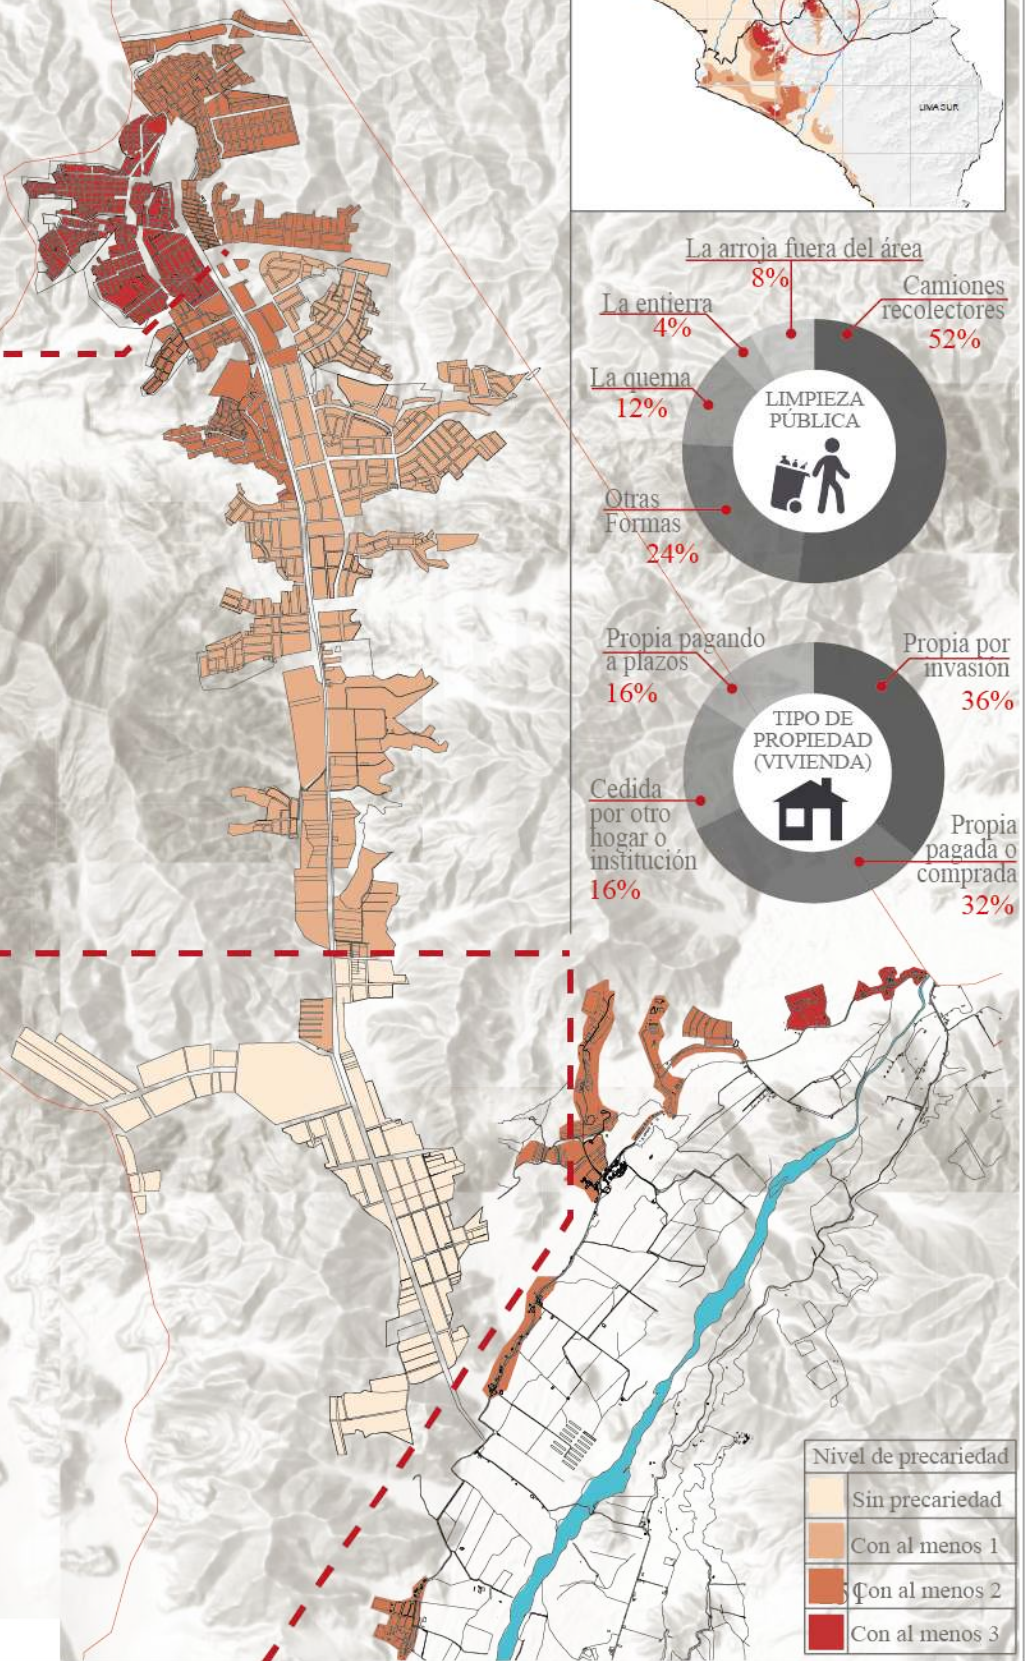 LIMA SUR
La arroja fuera del área
8%
Camiones
recolectores
52%
La entierra
4%
La quema
12%
LIMPIEZA
PÚBLICA
Otras
Formas
24%
Propia pagando
a plazos
16%
Propia por
invasión
36%
TIPO DE
PROPIEDAD
(VIVIENDA)
Cedida
por otro
hogar o
institución
16%
Propia
pagada o
comprada
32%
Nivel de precariedad
Sin precariedad
Con al menos 1
Con al menos 2
Con al menos 3